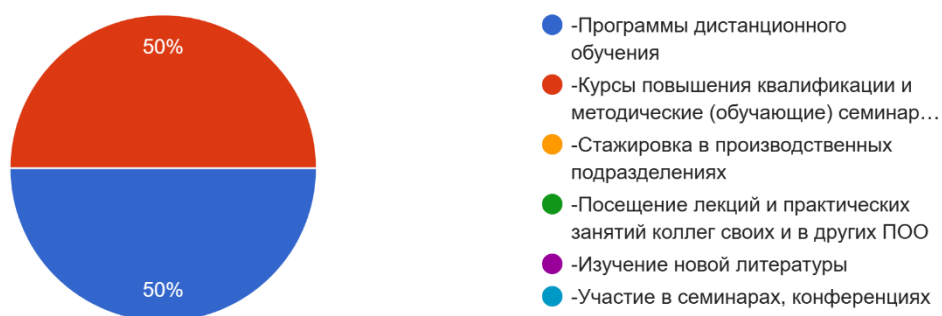 50%
50%
-Программы дистанционного
обучения
-Курсы повышения квалификации и
методические (обучающие) семинар…
-Стажировка в производственных
подразделениях
-Посещение лекций и практических
занятий коллег своих и в других ПОО
-Изучение новой литературы
-Участие в семинарах, конференциях